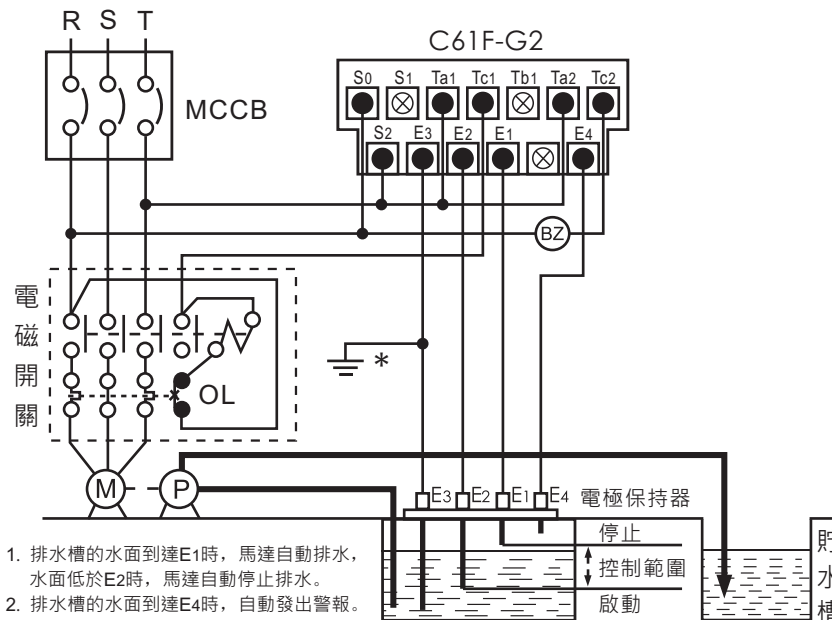 R S T
C61F-G2
MCCB
S0 S1 Ta1 Tc1 Tb1 Ta2 Tc2
S2 E3 E2 E1 E4
BZ
電磁開關
*
OL
M P
E3 E2 E1 E4 電極保持器
停止
控制範圍
啟動
貯水槽
1. 排水槽的水面到達E1時，馬達自動排水，
水面低於E2時，馬達自動停止排水。
2. 排水槽的水面到達E4時，自動發出警報。